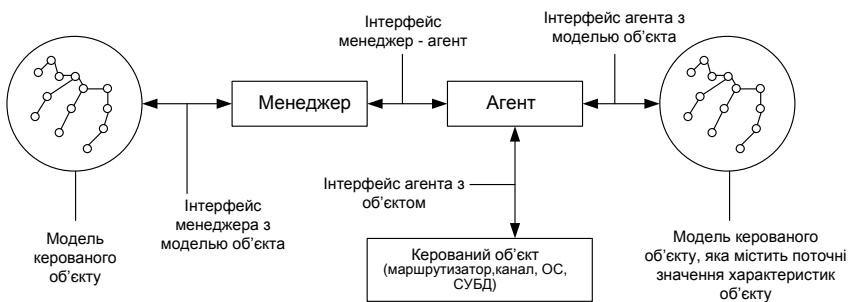 Інтерфейс
менеджер - агент
Інтерфейс агента з
моделью об’єкта
Менеджер
Агент
Інтерфейс
менеджера з
моделью об’єкта
Інтерфейс агента з
об’єктом
Модель
керованого
об’єкту
Керований об’єкт
(маршрутизатор,канал, ОС,
СУБД)
Модель керованого
об’єкту, яка містить поточні
значення характеристик
об’єкту